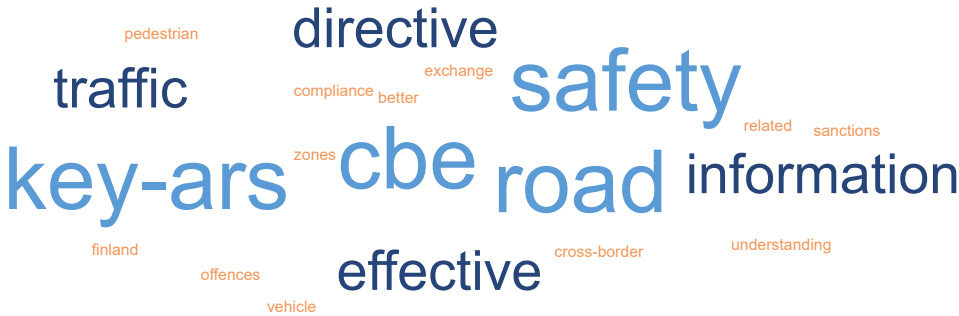 directive
pedestrian
safety
exchange
traffic
compliance
better
related
sanctions
cbe
zones
key-ars
road
information
understanding
finland
cross-border
effective
offences
vehicle